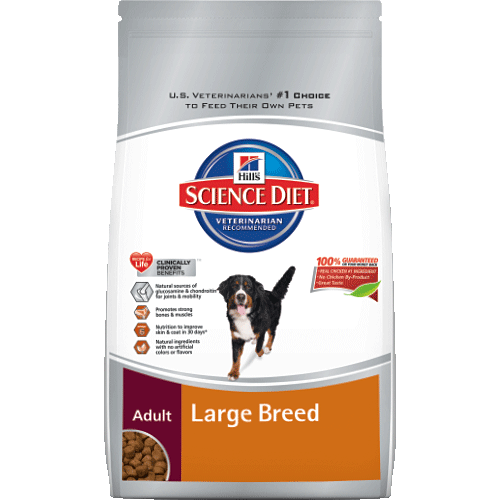 U.S. Veterinarians' #1 Choice
to Feed Their Own Pets
Hill's
SCIENCE DIET
VETERINARIAN
RECOMMENDED
Life
CLINICALLY
PROVEN
BENEFITS
Natural sources of
glucosamine & chondroitin
for joints & mobility
Promotes strong
bones & muscles
Nutrition to improve
skin & coat in 30 days*
Natural ingredients
with no artificial
colors or flavors
100% GUARANTEED
OR YOUR MONEY BACK
REAL CHICKEN #1 INGREDIENT
No Chicken By-Product
Great Taste
Adult
Large Breed